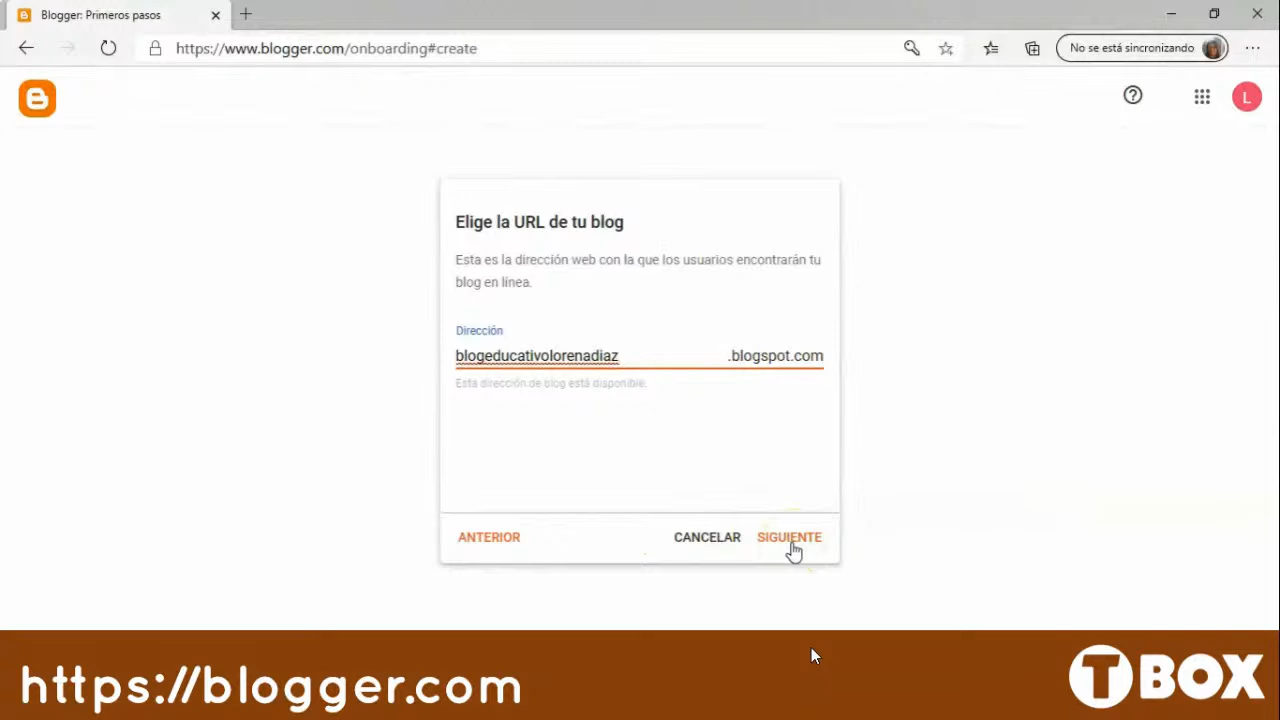 Blogger: Primeros pasos
https://www.blogger.com/onboarding#create
No se está sincronizando
L
Elige la URL de tu blog
Esta es la dirección web con la que los usuarios encontrarán tu
blog en línea.
Dirección
blogeducativolorenadiaz .blogspot.com
Esta dirección de blog está disponible.
ANTERIOR CANCELAR SIGUIENTE
https://blogger.com
T BOX